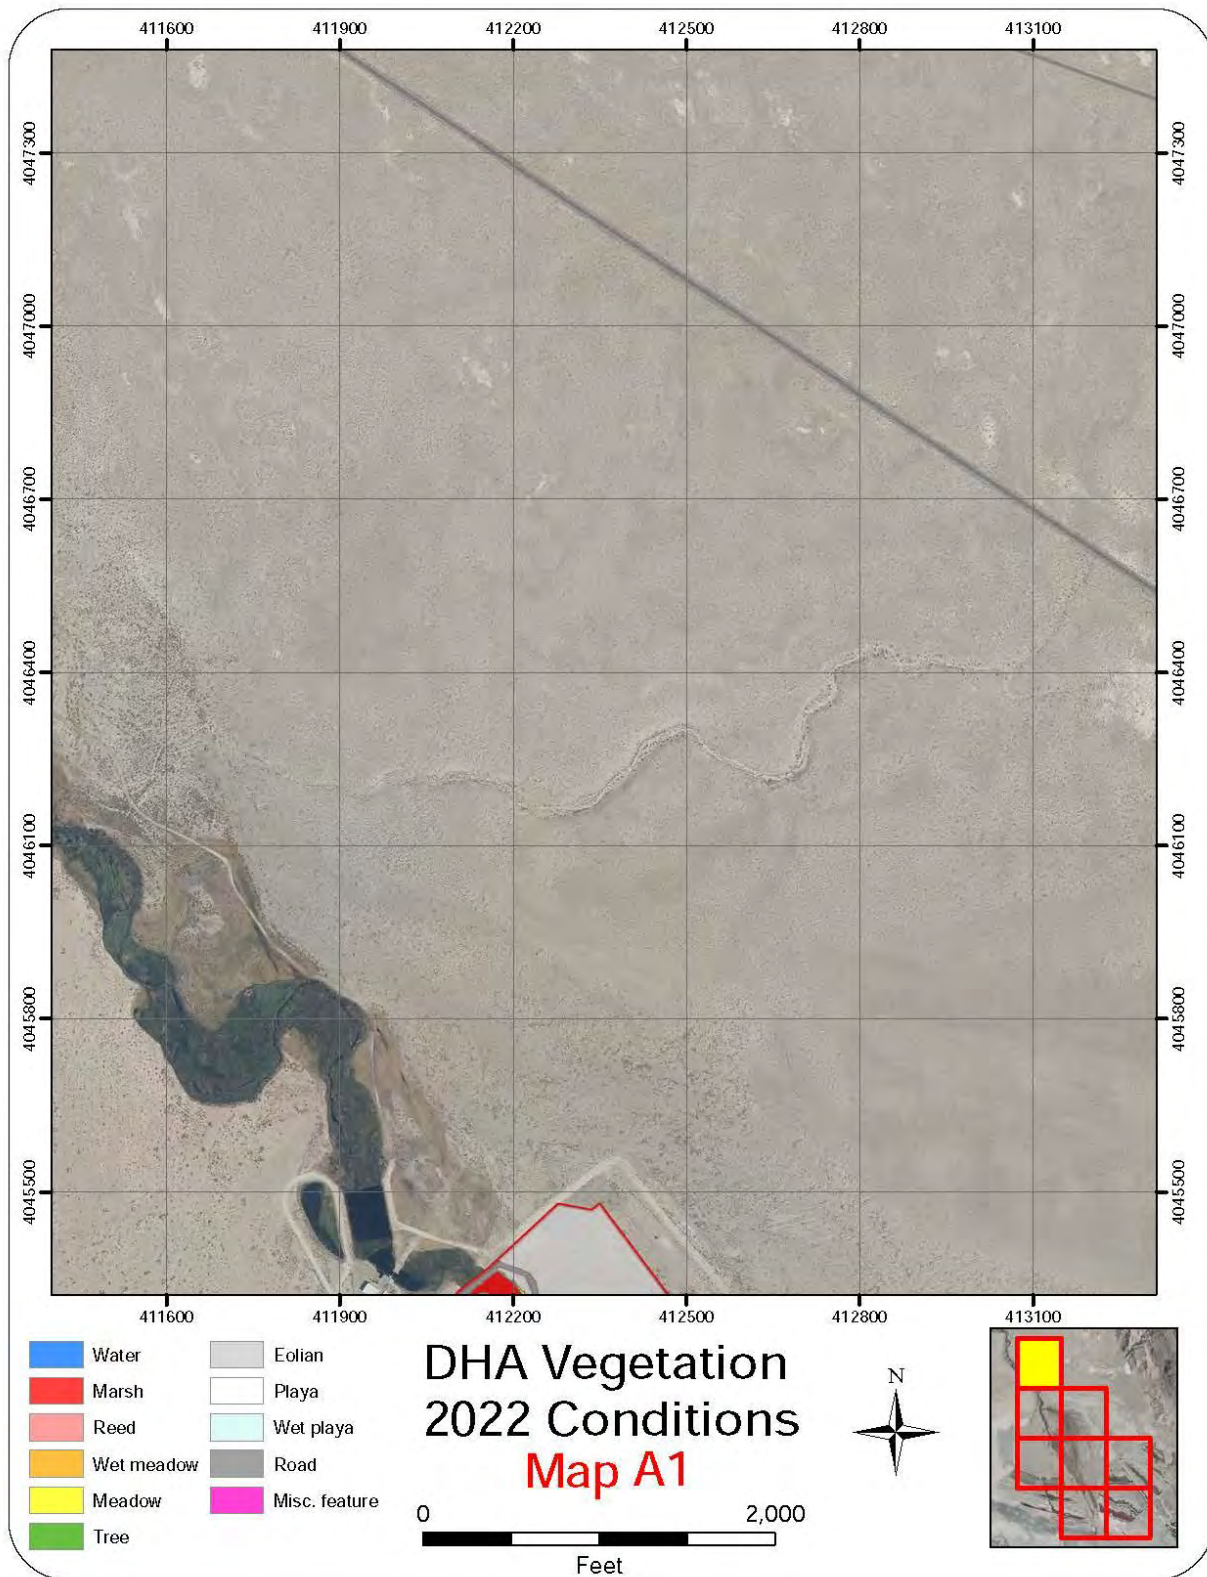 411600 411900 412200 412500 412800 413100
4047300 4047300
4047000 4047000
4046700 4046700
4046400 4046400
4046100 4046100
4045800 4045800
4045500 4045500
411600 411900 412200 412500 412800 413100
Water
Marsh
Reed
Wet meadow
Meadow
Tree
Eolian
Playa
Wet playa
Road
Misc. feature
DHA Vegetation
2022 Conditions
Map A1
0 2,000
Feet
N